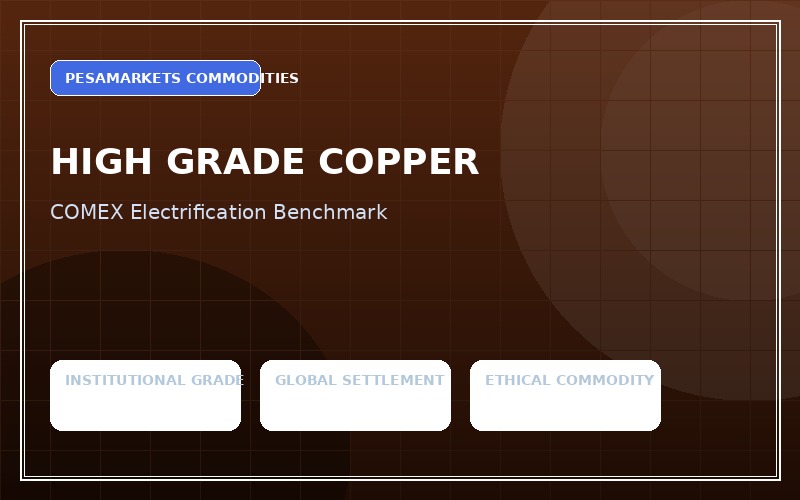 PESAMARKETS COMMODITIES
HIGH GRADE COPPER
COMEX Electrification Benchmark
INSTITUTIONAL GRADE
GLOBAL SETTLEMENT
ETHICAL COMMODITY